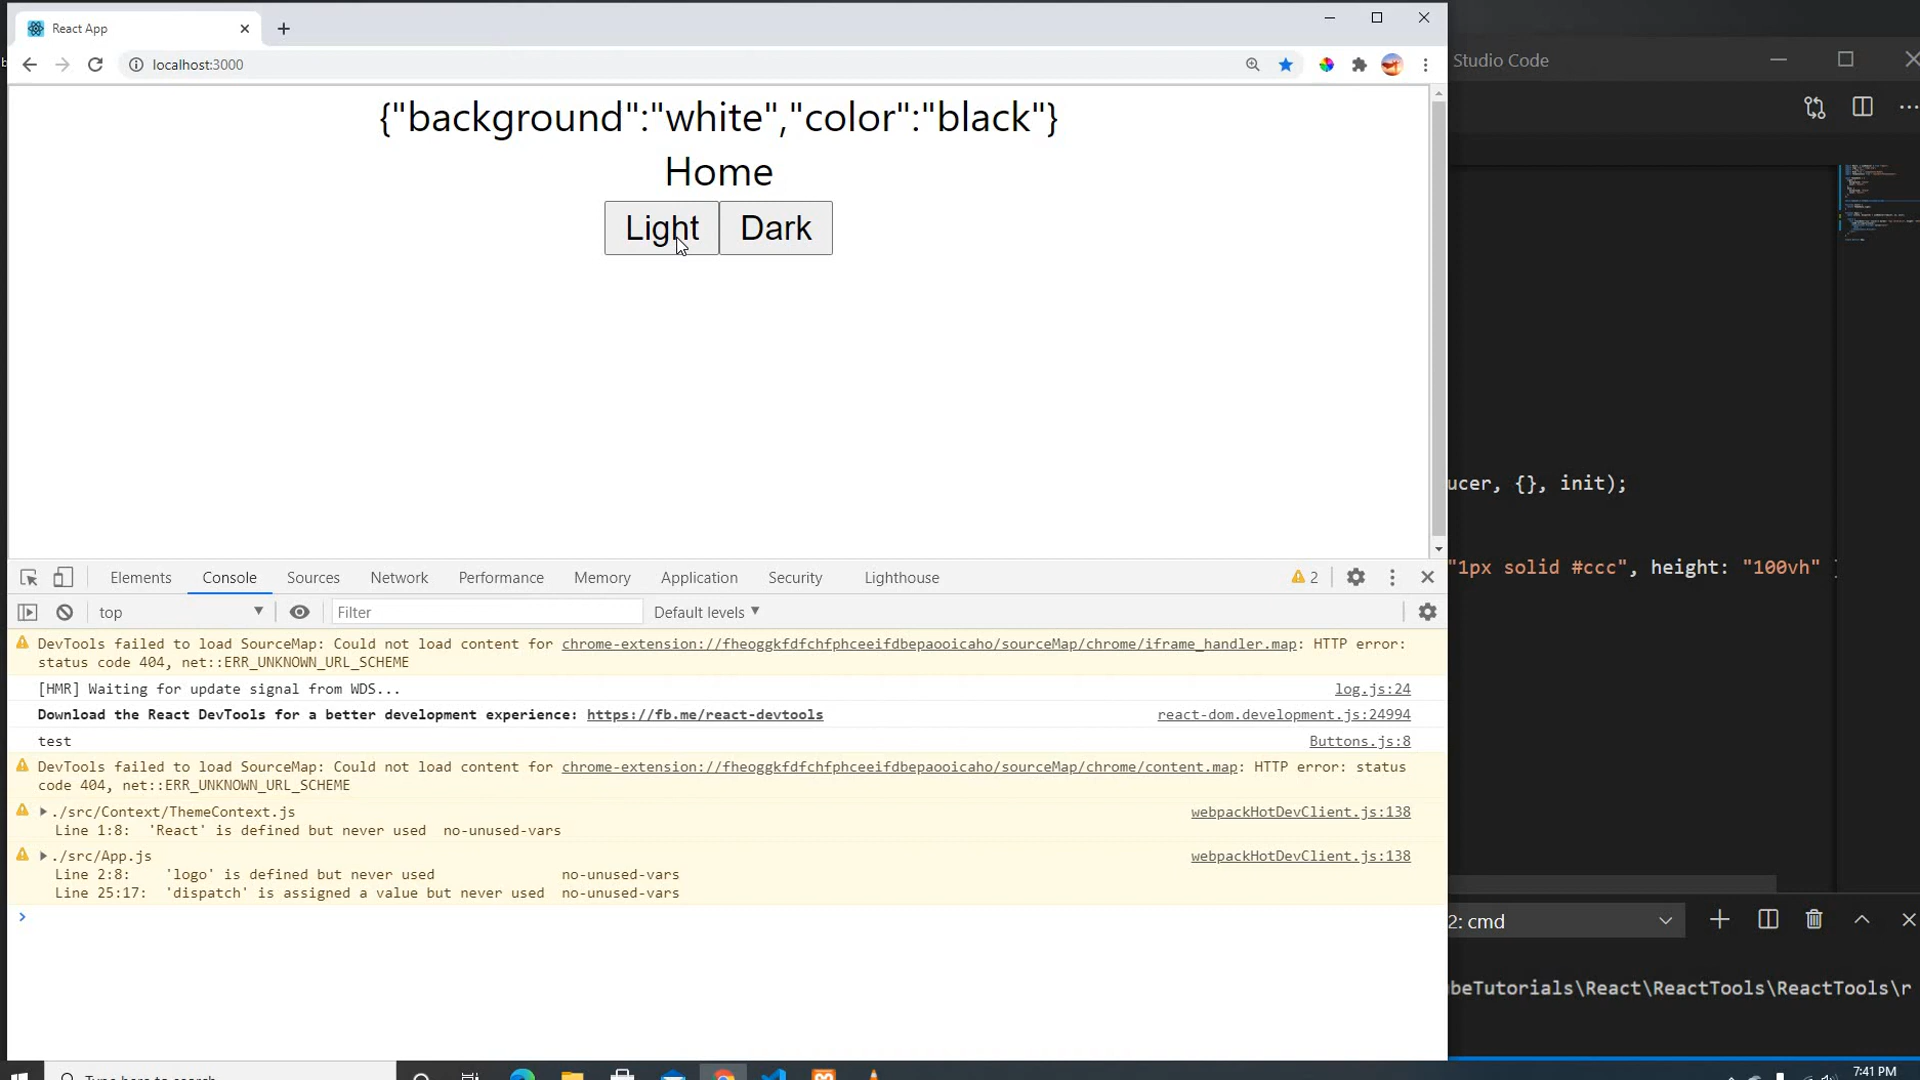 React App
Studio Code
localhost:3000
{"background":"white","color":"black"}
Home
Light Dark
ucer, {}, init);
"1px solid #ccc", height: "100vh"
Elements Console Sources Network Performance Memory Application Security Lighthouse 2
top Filter Default levels
DevTools failed to load SourceMap: Could not load content for chrome-extension://fheoggkfdfchfphceeifdbepaooicaho/sourceMap/chrome/iframe_handler.map: HTTP error:
status code 404, net::ERR_UNKNOWN_URL_SCHEME
[HMR] Waiting for update signal from WDS... log.js:24
Download the React DevTools for a better development experience: https://fb.me/react-devtools react-dom.development.js:24994
test Buttons.js:8
DevTools failed to load SourceMap: Could not load content for chrome-extension://fheoggkfdfchfphceeifdbepaooicaho/sourceMap/chrome/content.map: HTTP error: status
code 404, net::ERR_UNKNOWN_URL_SCHEME
./src/Context/ThemeContext.js webpackHotDevClient.js:138
Line 1:8: 'React' is defined but never used no-unused-vars
./src/App.js webpackHotDevClient.js:138
Line 2:8: 'logo' is defined but never used no-unused-vars
Line 25:17: 'dispatch' is assigned a value but never used no-unused-vars
2: cmd
beTutorials\React\ReactTools\ReactTools\r
Type here to search
7:41 PM